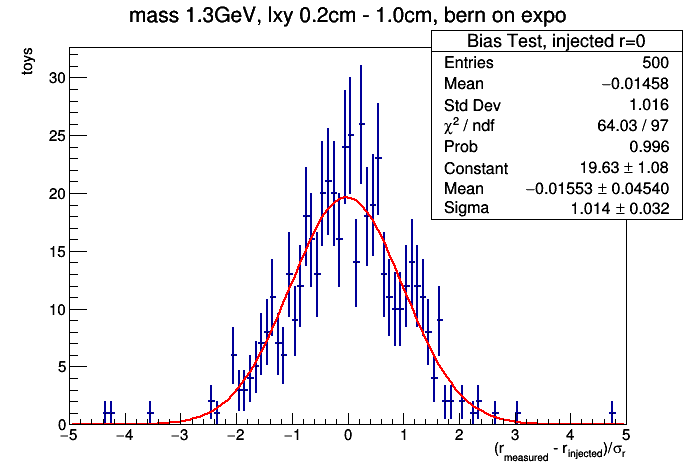 mass 1.3GeV, lxy 0.2cm - 1.0cm, bern on expo
toys
Bias Test, injected r=0
Entries 500
Mean −0.01458
Std Dev 1.016
χ² / ndf 64.03 / 97
Prob 0.996
Constant 19.63 ± 1.08
Mean −0.01553 ± 0.04540
Sigma 1.014 ± 0.032
30
25
20
15
10
5
0
−5 −4 −3 −2 −1 0 1 2 3 4 5
(r_measured - r_injected)/σ_r